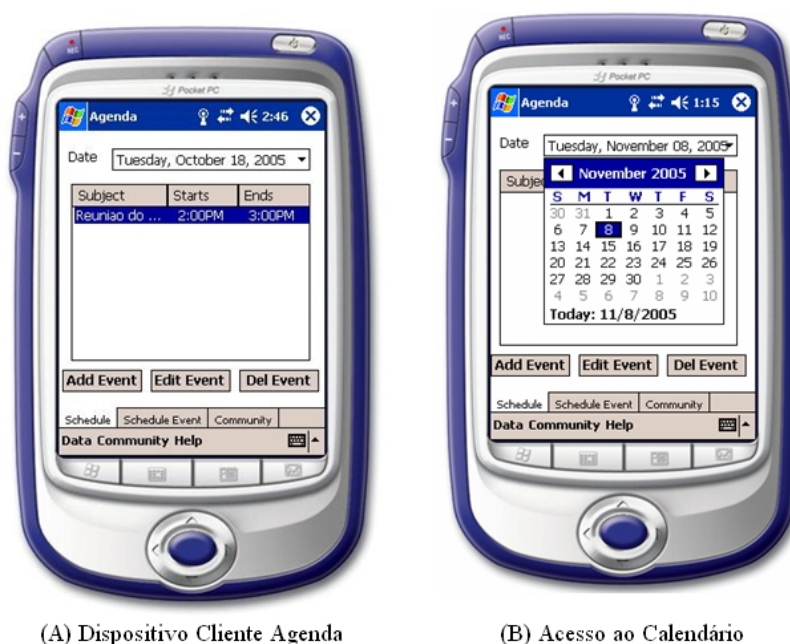 REC
Pocket PC
Agenda 2:46
Date Tuesday, October 18, 2005
Subject Starts Ends
Reuniao do ... 2:00PM 3:00PM
Add Event Edit Event Del Event
Schedule Schedule Event Community
Data Community Help
(A) Dispositivo Cliente Agenda
REC
Pocket PC
Agenda 1:15
Date Tuesday, November 08, 2005
Subje
November 2005
S M T W T F S
30 31 1 2 3 4 5
6 7 8 9 10 11 12
13 14 15 16 17 18 19
20 21 22 23 24 25 26
27 28 29 30 1 2 3
4 5 6 7 8 9 10
Today: 11/8/2005
Add Event Edit Event Del Event
Schedule Schedule Event Community
Data Community Help
(B) Acesso ao Calendário